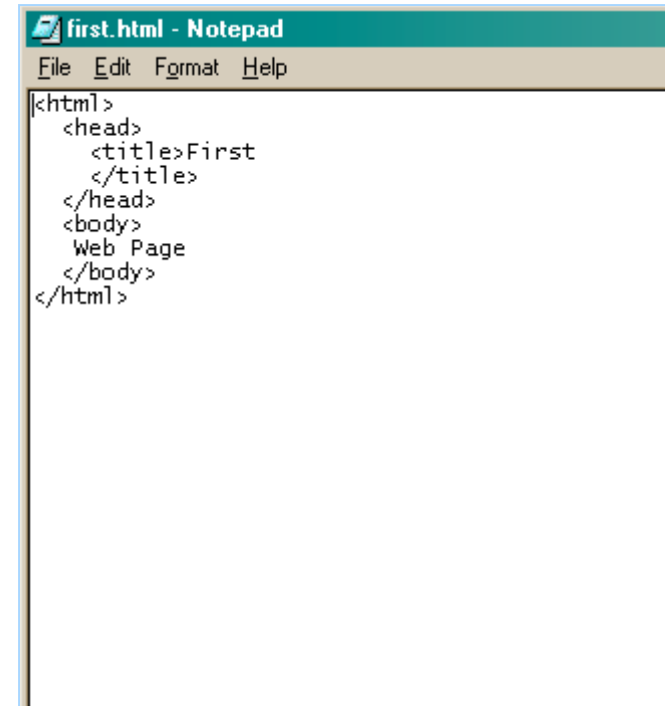 first.html - Notepad
File Edit Format Help
<html>
  <head>
    <title>First
    </title>
  </head>
  <body>
   Web Page
  </body>
</html>